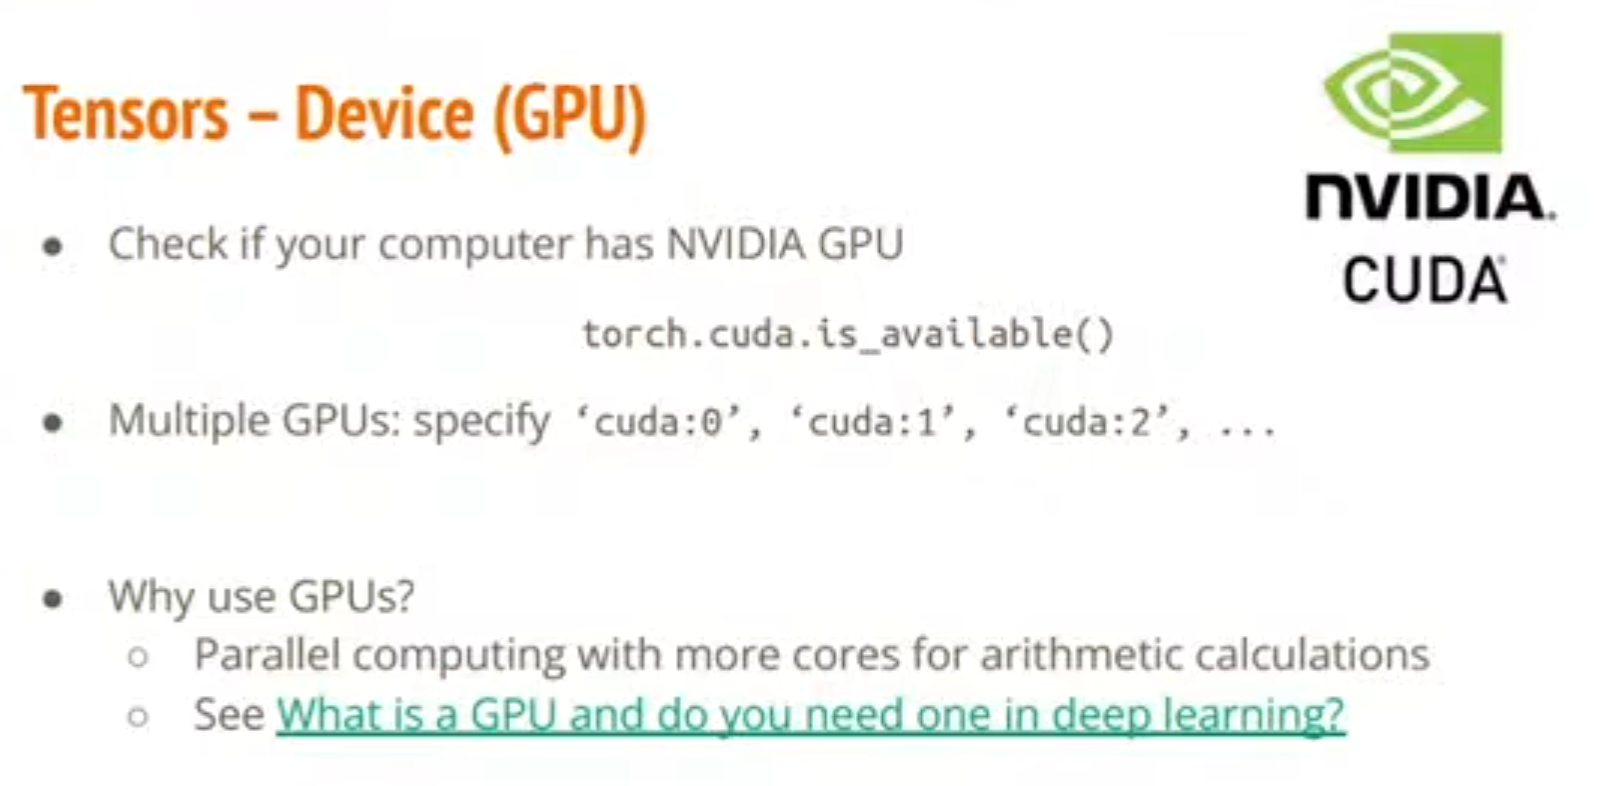 Tensors – Device (GPU)
NVIDIA.
CUDA
● Check if your computer has NVIDIA GPU
torch.cuda.is_available()
● Multiple GPUs: specify ‘cuda:0’, ‘cuda:1’, ‘cuda:2’, ...
● Why use GPUs?
○ Parallel computing with more cores for arithmetic calculations
○ See What is a GPU and do you need one in deep learning?